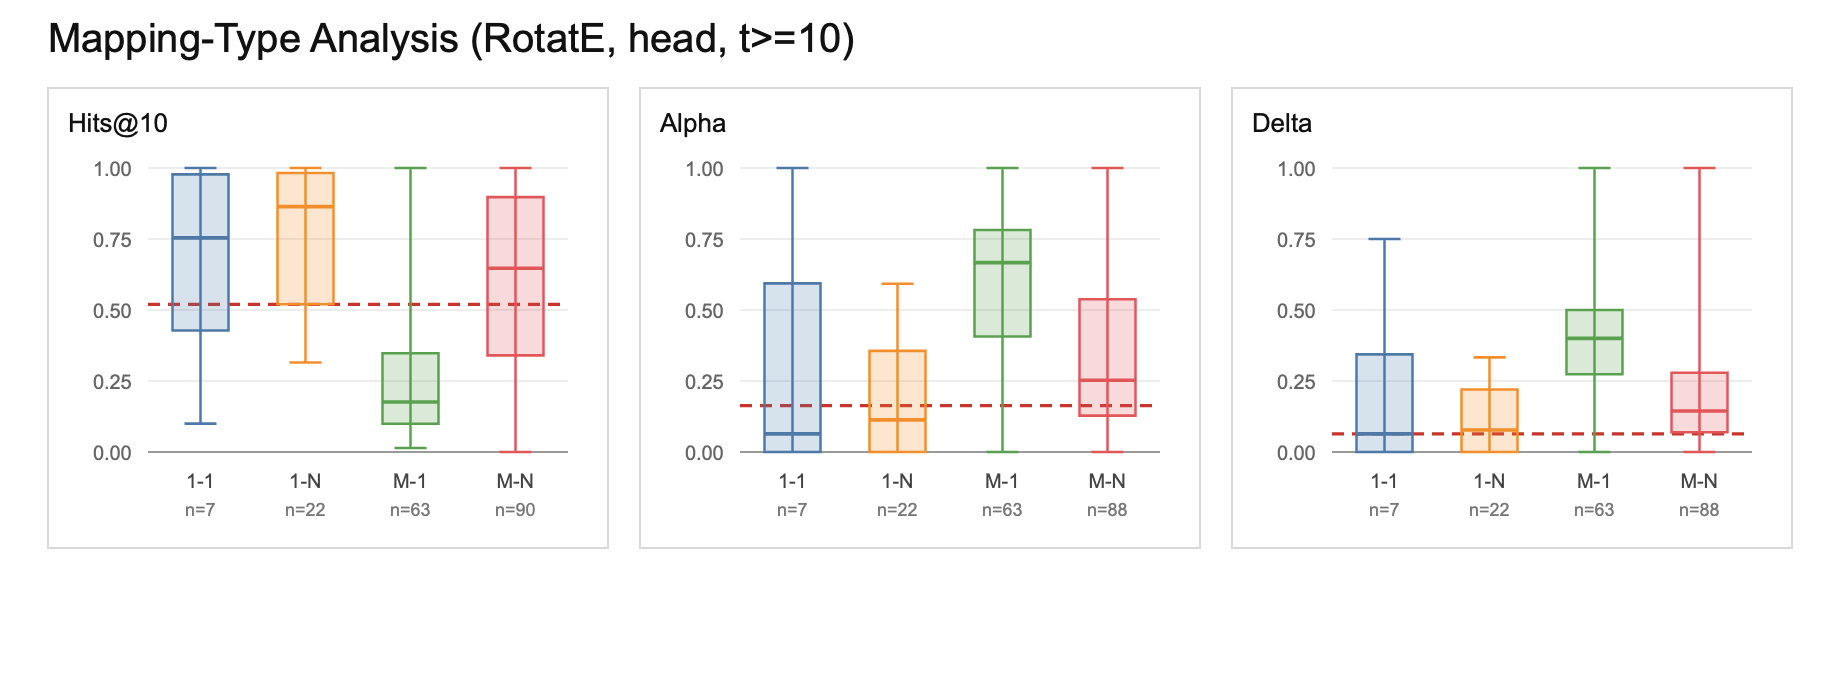 Mapping-Type Analysis (RotatE, head, t>=10)
Hits@10
1.00
0.75
0.50
0.25
0.00
1-1 1-N M-1 M-N
n=7 n=22 n=63 n=90
Alpha
1.00
0.75
0.50
0.25
0.00
1-1 1-N M-1 M-N
n=7 n=22 n=63 n=88
Delta
1.00
0.75
0.50
0.25
0.00
1-1 1-N M-1 M-N
n=7 n=22 n=63 n=88